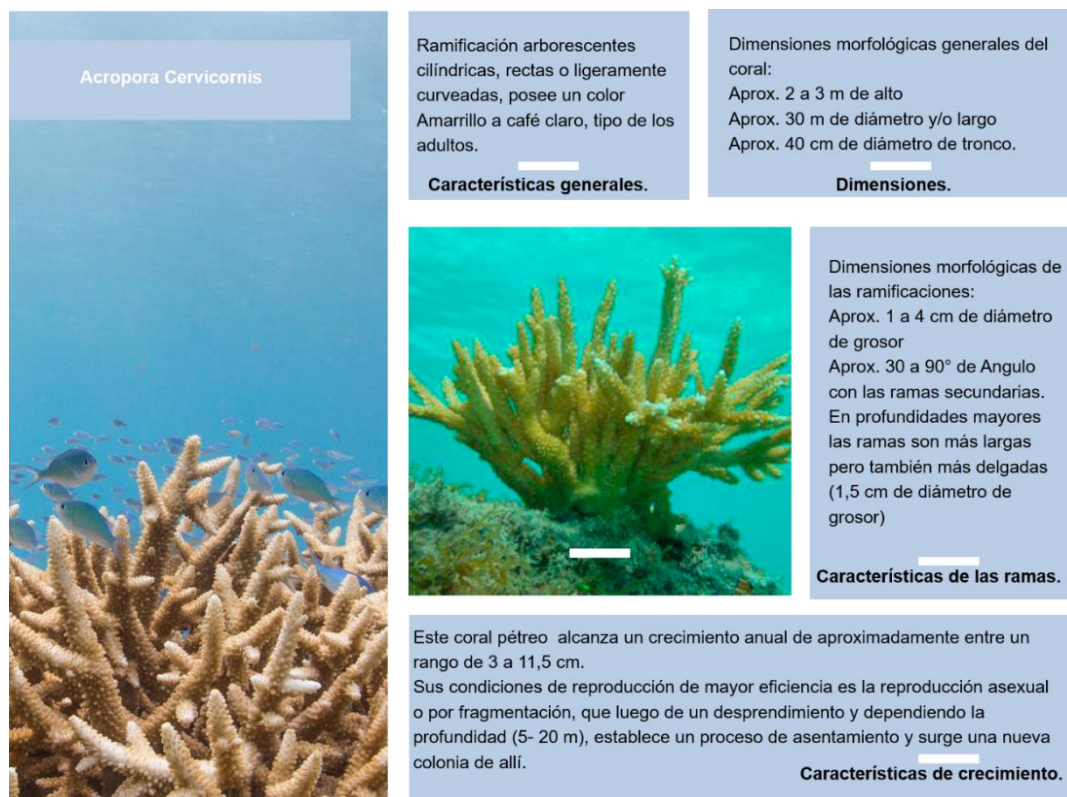 Acropora Cervicornis
Ramificación arborescentes
cilíndricas, rectas o ligeramente
curveadas, posee un color
Amarrillo a café claro, tipo de los
adultos.
Característícas generales.
Dimensiones morfológicas generales del
coral:
Aprox. 2 a 3 m de alto
Aprox. 30 m de diámetro y/o largo
Aprox. 40 cm de diámetro de tronco.
Dimensiones.
Dimensiones morfológicas de
las ramificaciones:
Aprox. 1 a 4 cm de diámetro
de grosor
Aprox. 30 a 90° de Angulo
con las ramas secundarias.
En profundidades mayores
las ramas son más largas
pero también más delgadas
(1,5 cm de diámetro de
grosor)
Características de las ramas.
Este coral pétreo alcanza un crecimiento anual de aproximadamente entre un
rango de 3 a 11,5 cm.
Sus condiciones de reproducción de mayor eficiencia es la reproducción asexual
o por fragmentación, que luego de un desprendimiento y dependiendo la
profundidad (5- 20 m), establece un proceso de asentamiento y surge una nueva
colonia de allí.
Características de crecimiento.